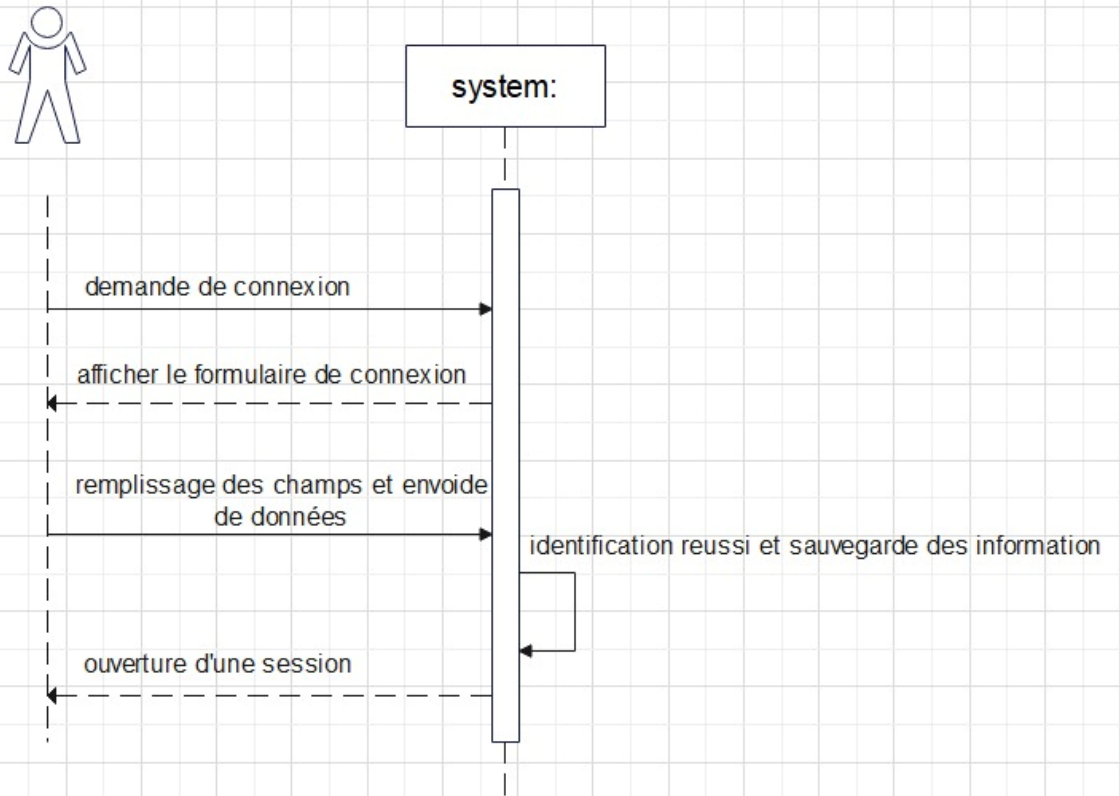 system:
demande de connexion
afficher le formulaire de connexion
remplissage des champs et envoide
de données
identification reussi et sauvegarde des information
ouverture d'une session